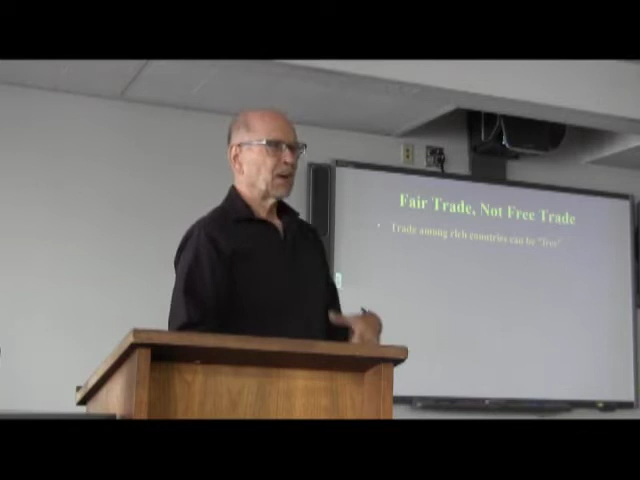 Fair Trade, Not Free Trade
• Trade among rich countries can be "free"